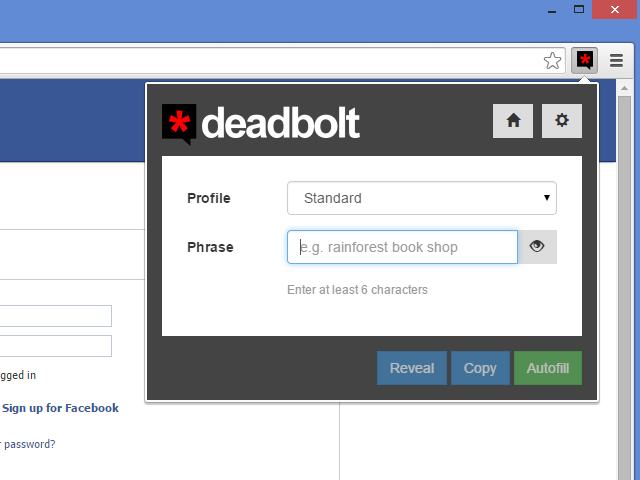 deadbolt
Profile
Standard
Phrase
e.g. rainforest book shop
Enter at least 6 characters
gged in
Sign up for Facebook
password?
Reveal
Copy
Autofill